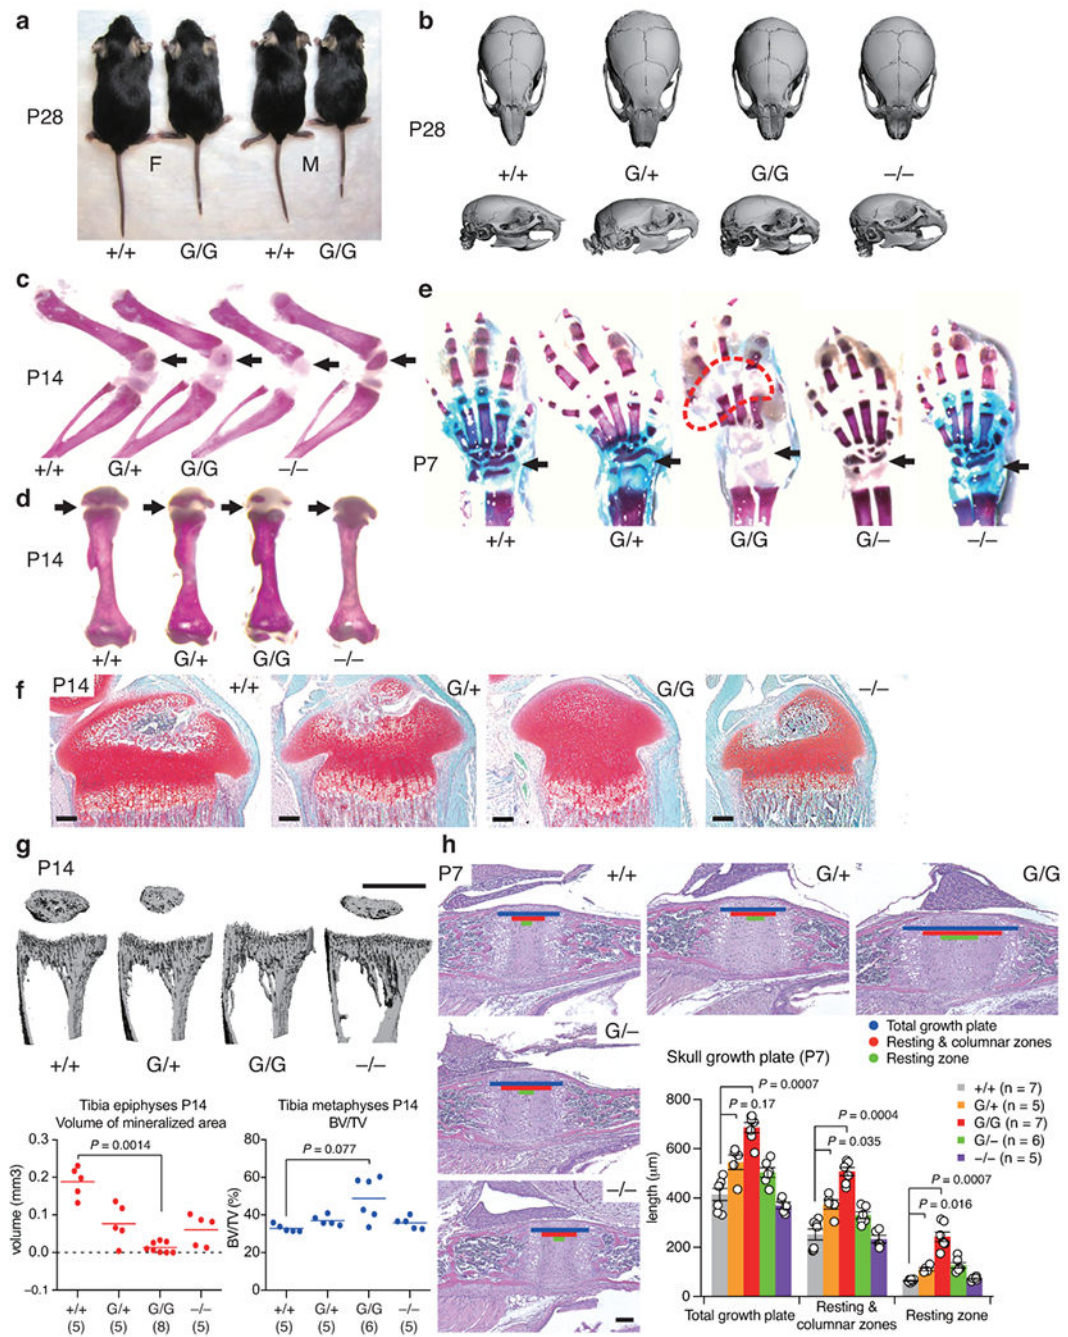 a
P28
F
M
+/+
G/G
+/+
G/G
b
P28
+/+
G/+
G/G
–/–
c
P14
+/+
G/+
G/G
–/–
d
P14
+/+
G/+
G/G
–/–
e
P7
+/+
G/+
G/G
G/–
–/–
f
P14
+/+
G/+
G/G
–/–
g
P14
+/+
G/+
G/G
–/–
Tibia epiphyses P14
Volume of mineralized area
P = 0.0014
volume (mm3)
0.3
0.2
0.1
0.0
–0.1
+/+
G/+
G/G
–/–
(5)
(5)
(8)
(5)
Tibia metaphyses P14
BV/TV
P = 0.077
BV/TV (%)
80
60
40
20
0
+/+
G/+
G/G
–/–
(5)
(5)
(6)
(5)
h
P7
+/+
G/+
G/G
G/–
–/–
Total growth plate
Resting & columnar zones
Resting zone
Skull growth plate (P7)
+/+ (n = 7)
G/+ (n = 5)
G/G (n = 7)
G/– (n = 6)
–/– (n = 5)
P = 0.0007
P = 0.17
P = 0.0004
P = 0.035
P = 0.0007
P = 0.016
length (μm)
800
600
400
200
0
Total growth plate
Resting &
columnar zones
Resting zone